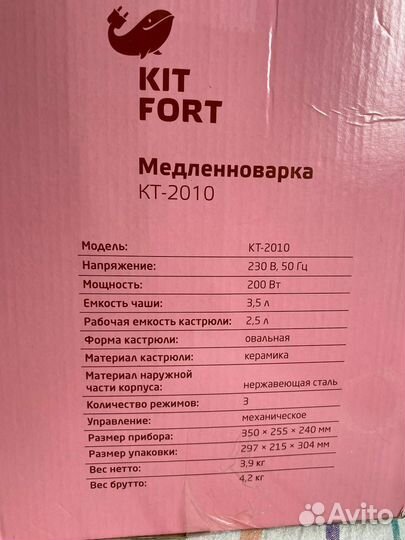 KIT
FORT
Медленноварка
КТ-2010
Модель: КТ-2010
Напряжение: 230 В, 50 Гц
Мощность: 200 Вт
Емкость чаши: 3,5 л
Рабочая емкость кастрюли: 2,5 л
Форма кастрюли: овальная
Материал кастрюли: керамика
Материал наружной
части корпуса: нержавеющая сталь
Количество режимов: 3
Управление: механическое
Размер прибора: 350 × 255 × 240 мм
Размер упаковки: 297 × 215 × 304 мм
Вес нетто: 3,9 кг
Вес брутто: 4,2 кг
Avito